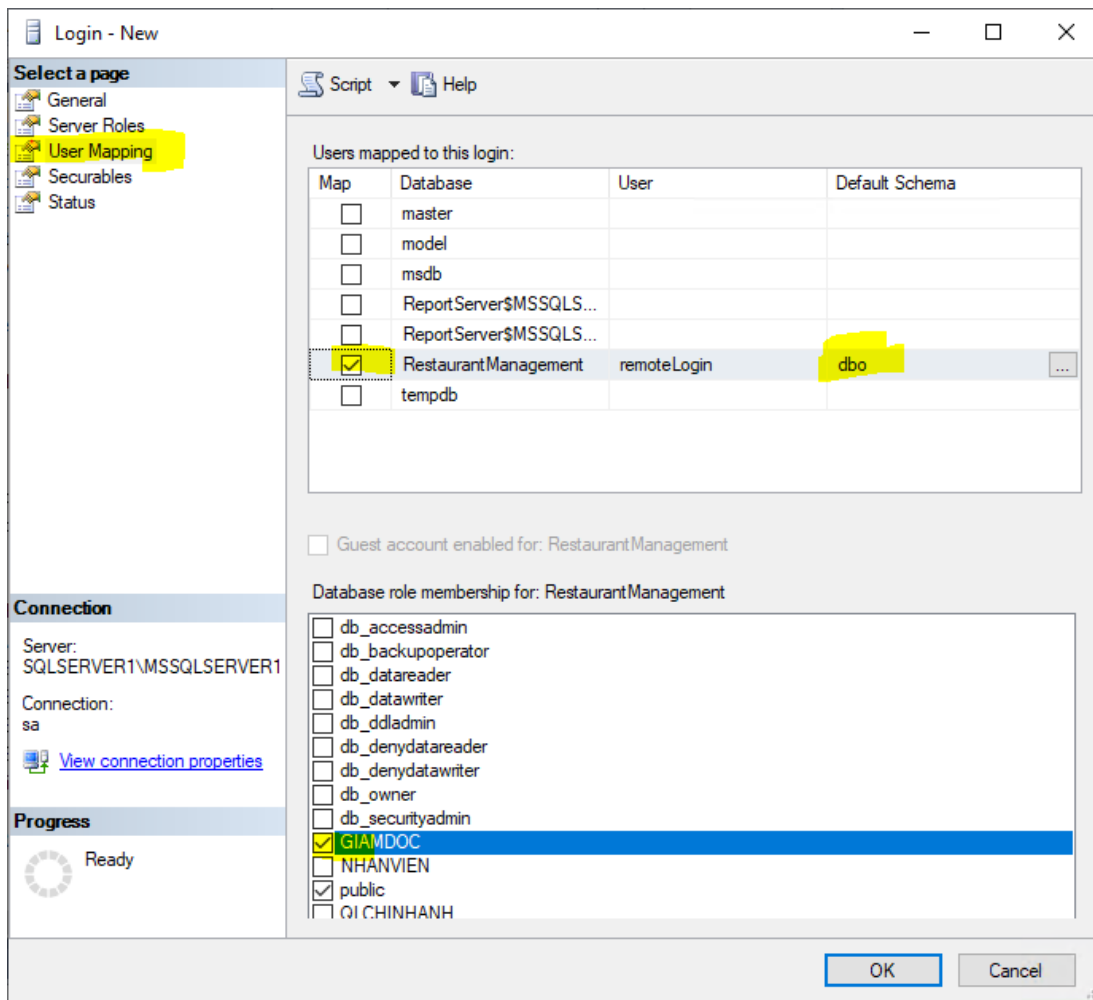 Login - New
Select a page
General
Server Roles
User Mapping
Securables
Status
Script Help
Users mapped to this login:
Map Database User Default Schema
master
model
msdb
ReportServer$MSSQLS...
ReportServer$MSSQLS...
RestaurantManagement remoteLogin dbo ...
tempdb
Guest account enabled for: RestaurantManagement
Database role membership for: RestaurantManagement
db_accessadmin
db_backupoperator
db_datareader
db_datawriter
db_ddladmin
db_denydatareader
db_denydatawriter
db_owner
db_securityadmin
GIAMDOC
NHANVIEN
public
QLCHINHANH
Connection
Server:
SQLSERVER1\MSSQLSERVER1
Connection:
sa
View connection properties
Progress
Ready
OK Cancel